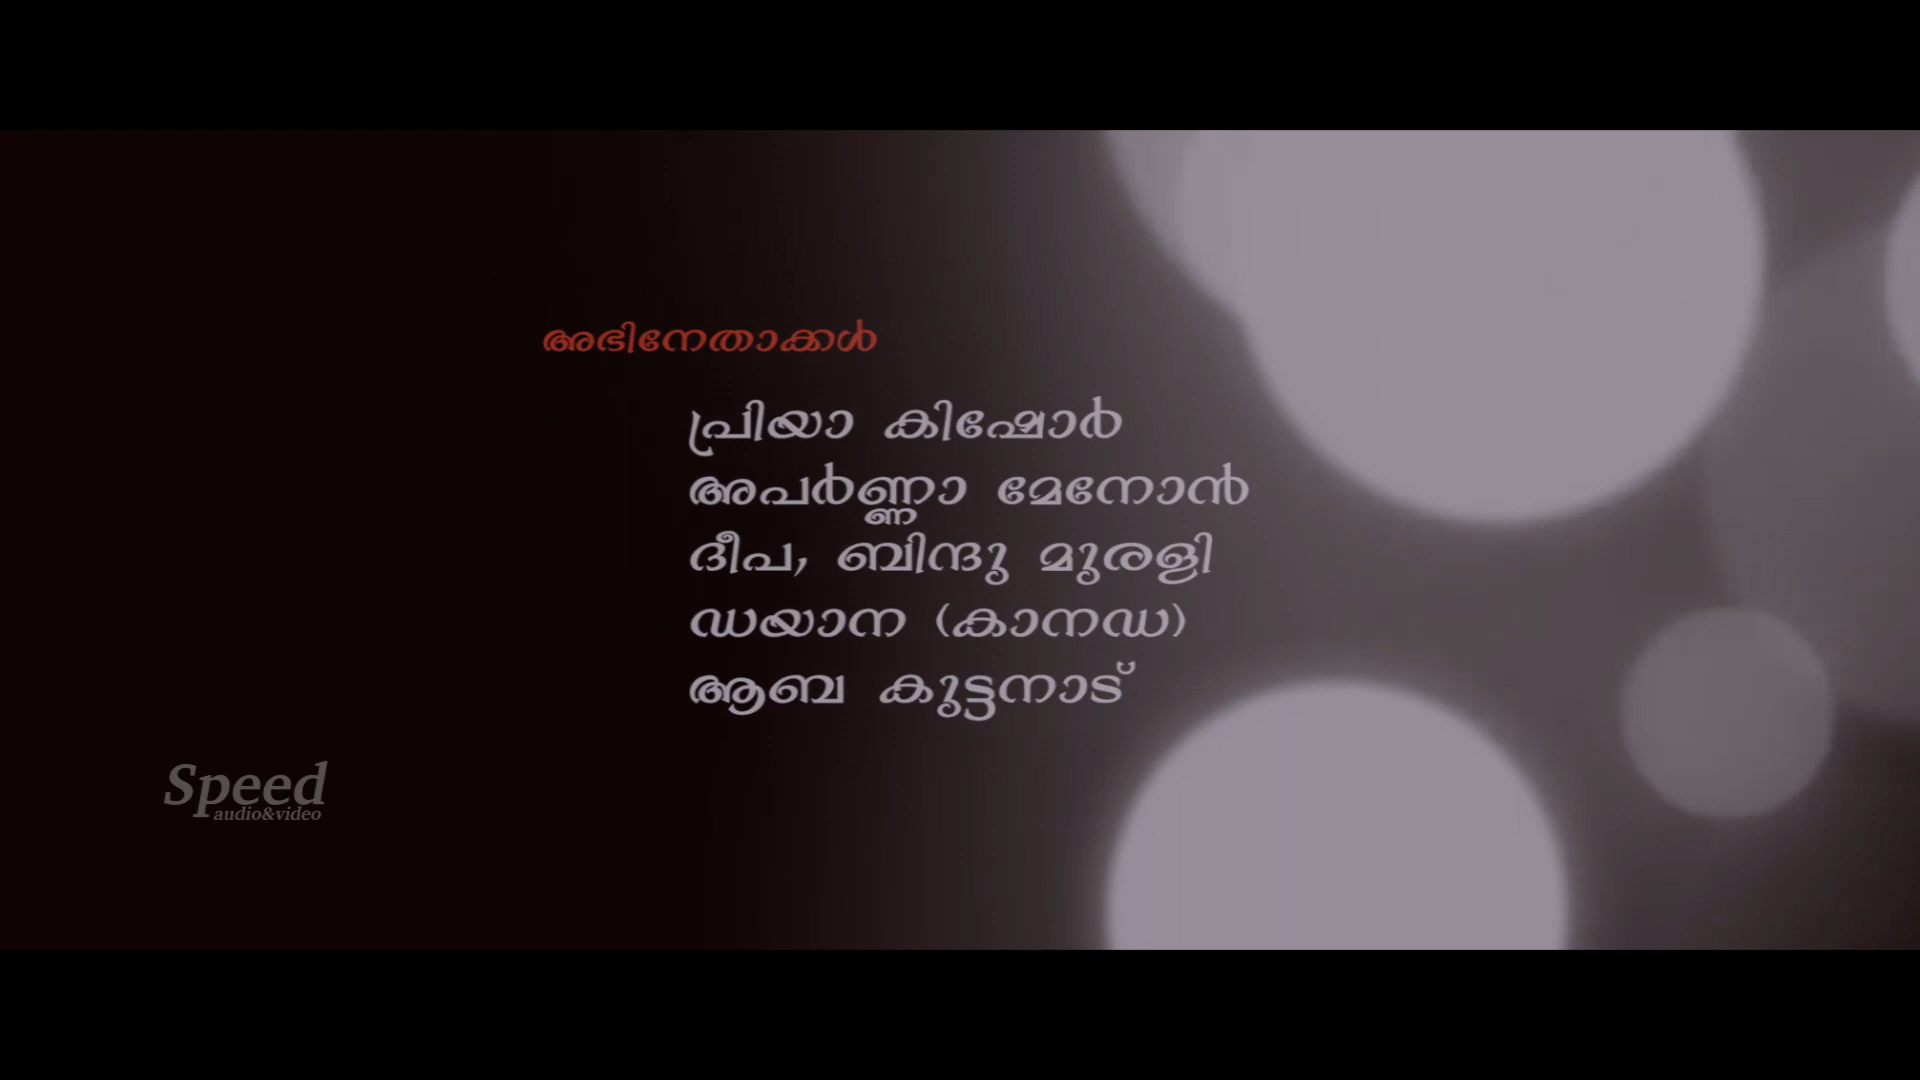 അഭിനേതാക്കൾ
പ്രിയാ കിഷോർ
അപർണ്ണാ മേനോൻ
ദീപ, ബിന്ദു മുരളി
ഡയാന (കാനഡ)
ആബ കുട്ടനാട്
Speed
audio&video